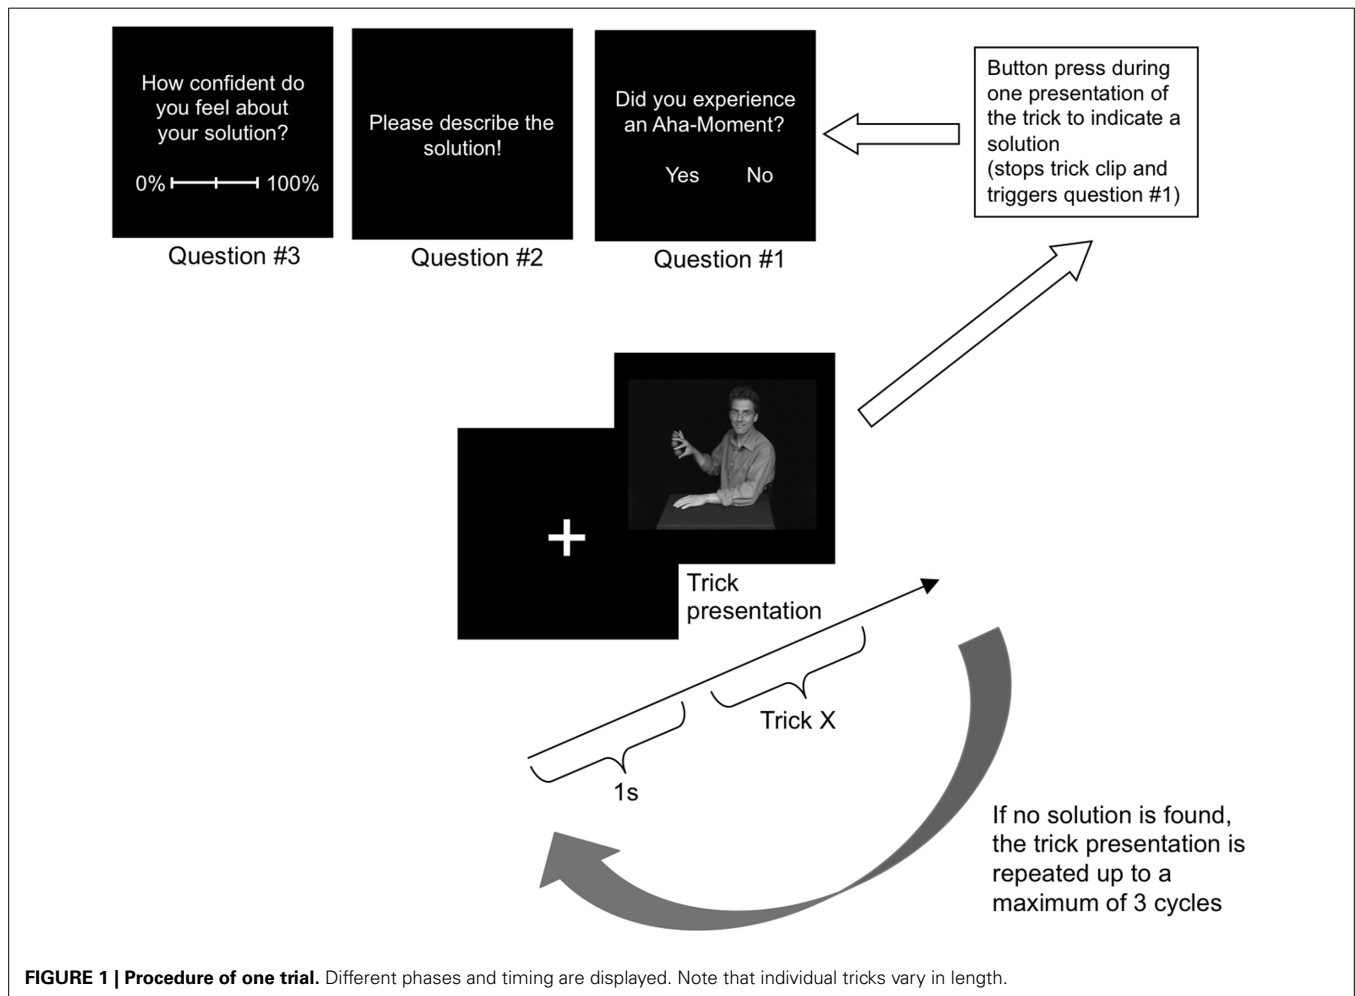 How confident do
you feel about
your solution?
0% 100%
Question #3
Please describe the
solution!
Question #2
Did you experience
an Aha-Moment?
Yes No
Question #1
Button press during
one presentation of
the trick to indicate a
solution
(stops trick clip and
triggers question #1)
Trick
presentation
Trick X
1s
If no solution is found,
the trick presentation is
repeated up to a
maximum of 3 cycles
FIGURE 1 | Procedure of one trial. Different phases and timing are displayed. Note that individual tricks vary in length.